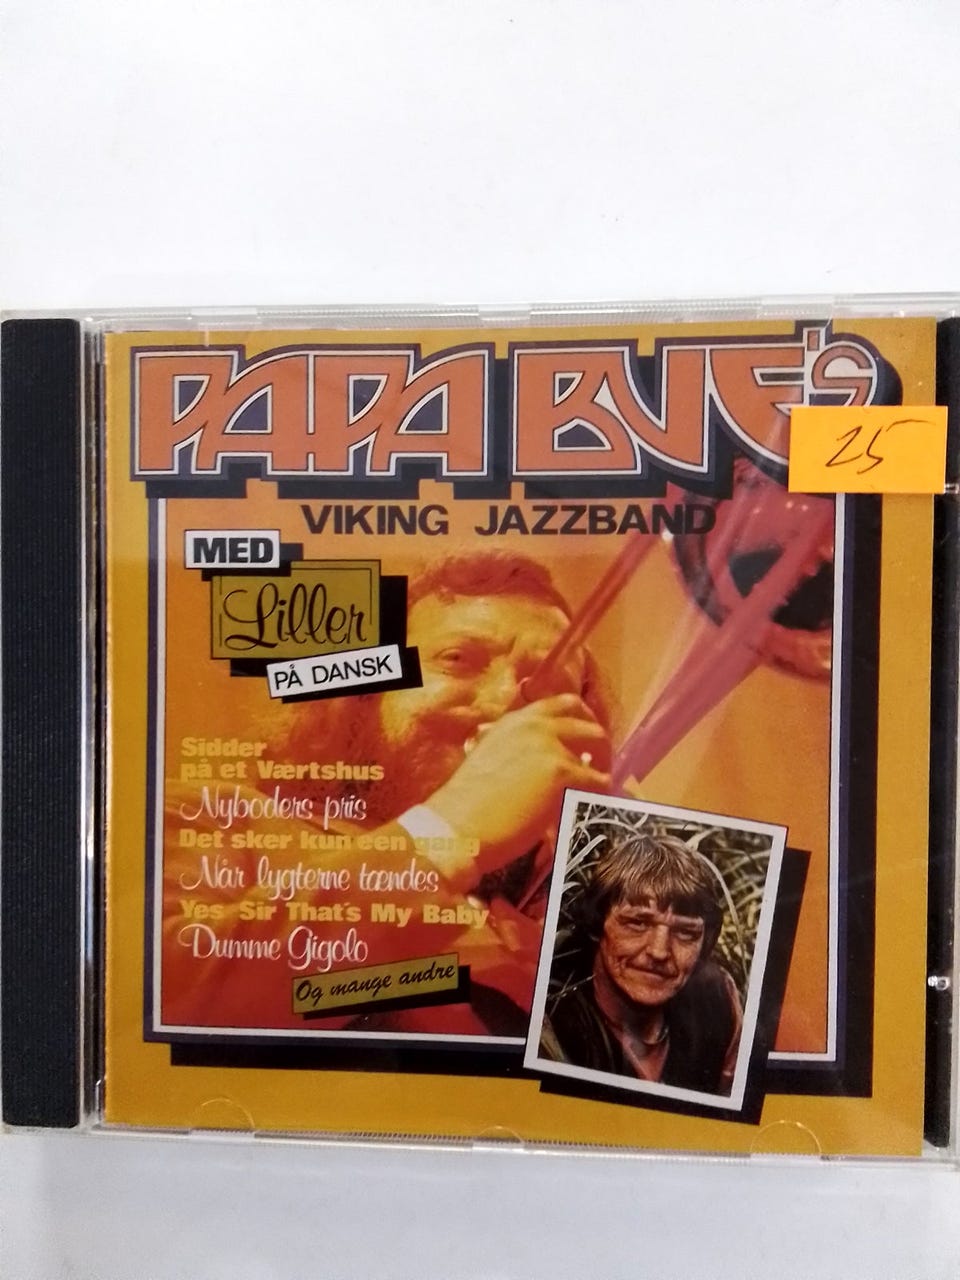 PAPA BUE's
25
VIKING JAZZBAND
MED
Liller
PÅ DANSK
Sidder
på et Værtshus
Nyboders pris
Det sker kun een gang
Når lygterne tændes
Yes Sir That's My Baby
Dumme Gigolo
Og mange andre